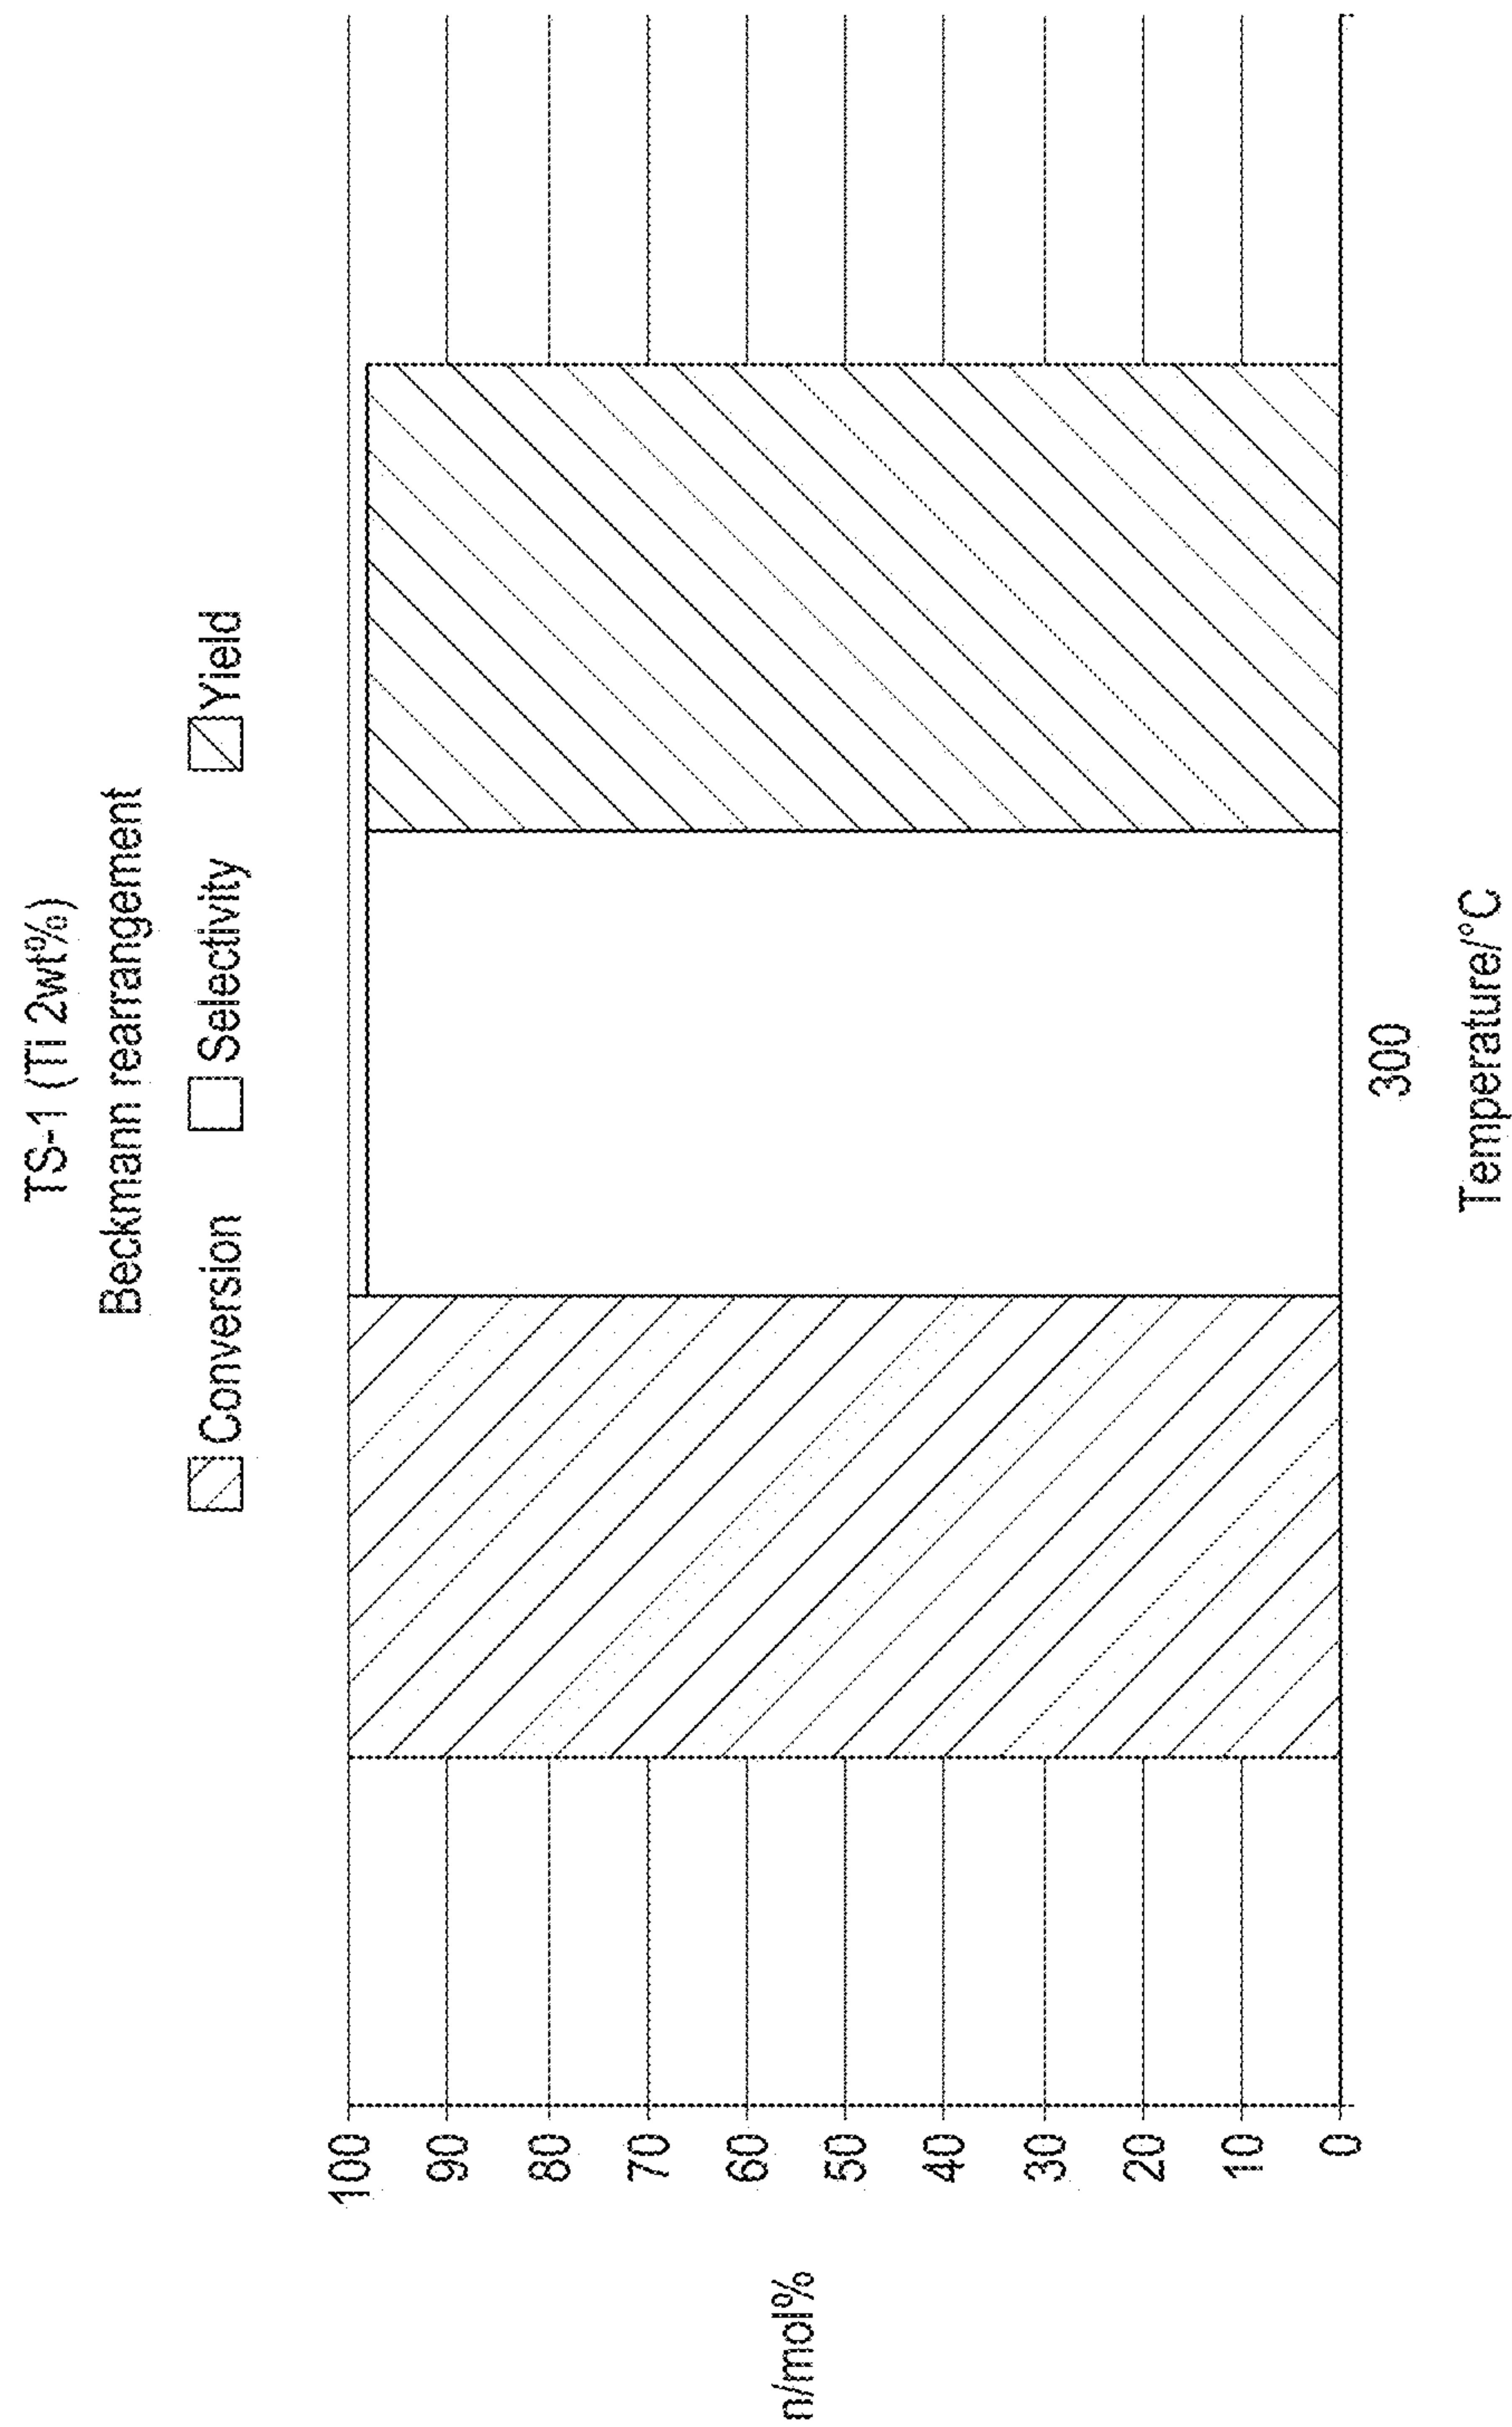 TS-1 (Ti 2wt%)
Beckmann rearrangement
Conversion Selectivity Yield
100
90
80
70
60
50
40
30
20
10
0
n/mol%
300
Temperature/°C